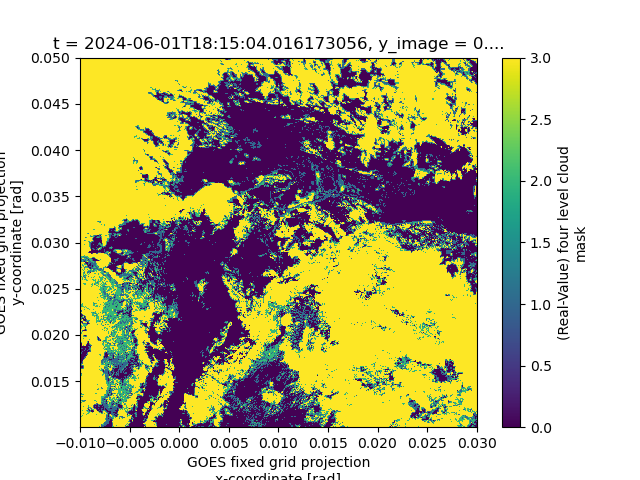 t = 2024-06-01T18:15:04.016173056, y_image = 0....
0.050
0.045
0.040
0.035
0.030
0.025
0.020
0.015
GOES fixed grid projection
y-coordinate [rad]
−0.010 −0.005 0.000 0.005 0.010 0.015 0.020 0.025 0.030
GOES fixed grid projection
x-coordinate [rad]
3.0
2.5
2.0
1.5
1.0
0.5
0.0
(Real-Value) four level cloud
mask